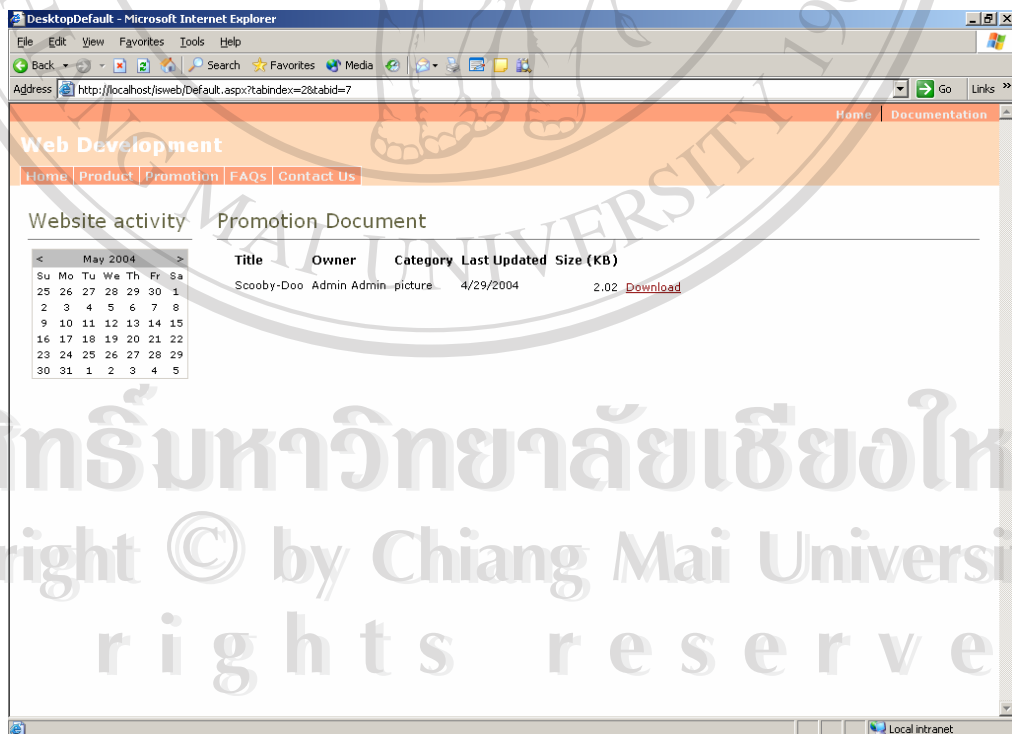 DesktopDefault - Microsoft Internet Explorer
File Edit View Favorites Tools Help
Back Search Favorites Media
Address http://localhost/isweb/Default.aspx?tabindex=2&tabid=7 Go Links »
Home Documentation
Web Development
Home Product Promotion FAQs Contact Us
Website activity
< May 2004 >
Su Mo Tu We Th Fr Sa
25 26 27 28 29 30 1
2 3 4 5 6 7 8
9 10 11 12 13 14 15
16 17 18 19 20 21 22
23 24 25 26 27 28 29
30 31 1 2 3 4 5
Promotion Document
Title Owner Category Last Updated Size (KB)
Scooby-Doo Admin Admin picture 4/29/2004 2.02 Download
MAI UNIVERSITY 196
ิทธิ์มหาวิทยาลัยเชียงให
right © by Chiang Mai Universi
rights reserve
Local intranet